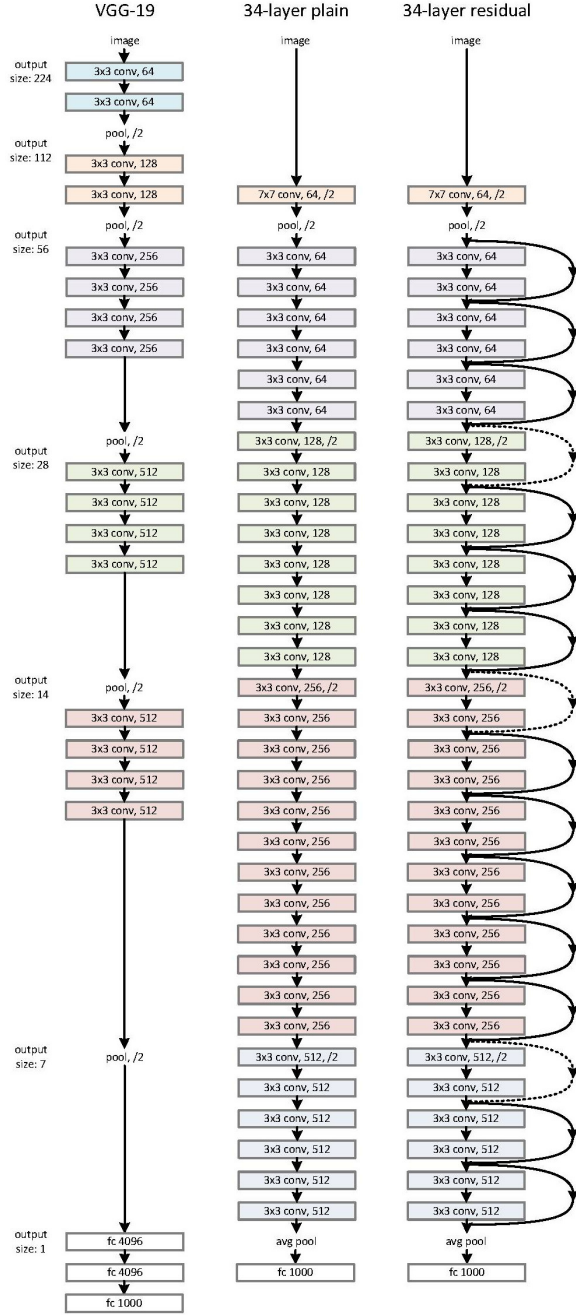 output
size: 224
output
size: 112
output
size: 56
output
size: 28
output
size: 14
output
size: 7
output
size: 1
VGG-19
image
3x3 conv, 64
3x3 conv, 64
pool, /2
3x3 conv, 128
3x3 conv, 128
pool, /2
3x3 conv, 256
3x3 conv, 256
3x3 conv, 256
3x3 conv, 256
pool, /2
3x3 conv, 512
3x3 conv, 512
3x3 conv, 512
3x3 conv, 512
pool, /2
3x3 conv, 512
3x3 conv, 512
3x3 conv, 512
3x3 conv, 512
pool, /2
fc 4096
fc 4096
fc 1000
34-layer plain
image
7x7 conv, 64, /2
pool, /2
3x3 conv, 64
3x3 conv, 64
3x3 conv, 64
3x3 conv, 64
3x3 conv, 64
3x3 conv, 64
3x3 conv, 128, /2
3x3 conv, 128
3x3 conv, 128
3x3 conv, 128
3x3 conv, 128
3x3 conv, 128
3x3 conv, 128
3x3 conv, 128
3x3 conv, 256, /2
3x3 conv, 256
3x3 conv, 256
3x3 conv, 256
3x3 conv, 256
3x3 conv, 256
3x3 conv, 256
3x3 conv, 256
3x3 conv, 256
3x3 conv, 256
3x3 conv, 256
3x3 conv, 256
3x3 conv, 512, /2
3x3 conv, 512
3x3 conv, 512
3x3 conv, 512
3x3 conv, 512
3x3 conv, 512
avg pool
fc 1000
34-layer residual
image
7x7 conv, 64, /2
pool, /2
3x3 conv, 64
3x3 conv, 64
3x3 conv, 64
3x3 conv, 64
3x3 conv, 64
3x3 conv, 64
3x3 conv, 128, /2
3x3 conv, 128
3x3 conv, 128
3x3 conv, 128
3x3 conv, 128
3x3 conv, 128
3x3 conv, 128
3x3 conv, 128
3x3 conv, 256, /2
3x3 conv, 256
3x3 conv, 256
3x3 conv, 256
3x3 conv, 256
3x3 conv, 256
3x3 conv, 256
3x3 conv, 256
3x3 conv, 256
3x3 conv, 256
3x3 conv, 256
3x3 conv, 256
3x3 conv, 512, /2
3x3 conv, 512
3x3 conv, 512
3x3 conv, 512
3x3 conv, 512
3x3 conv, 512
avg pool
fc 1000